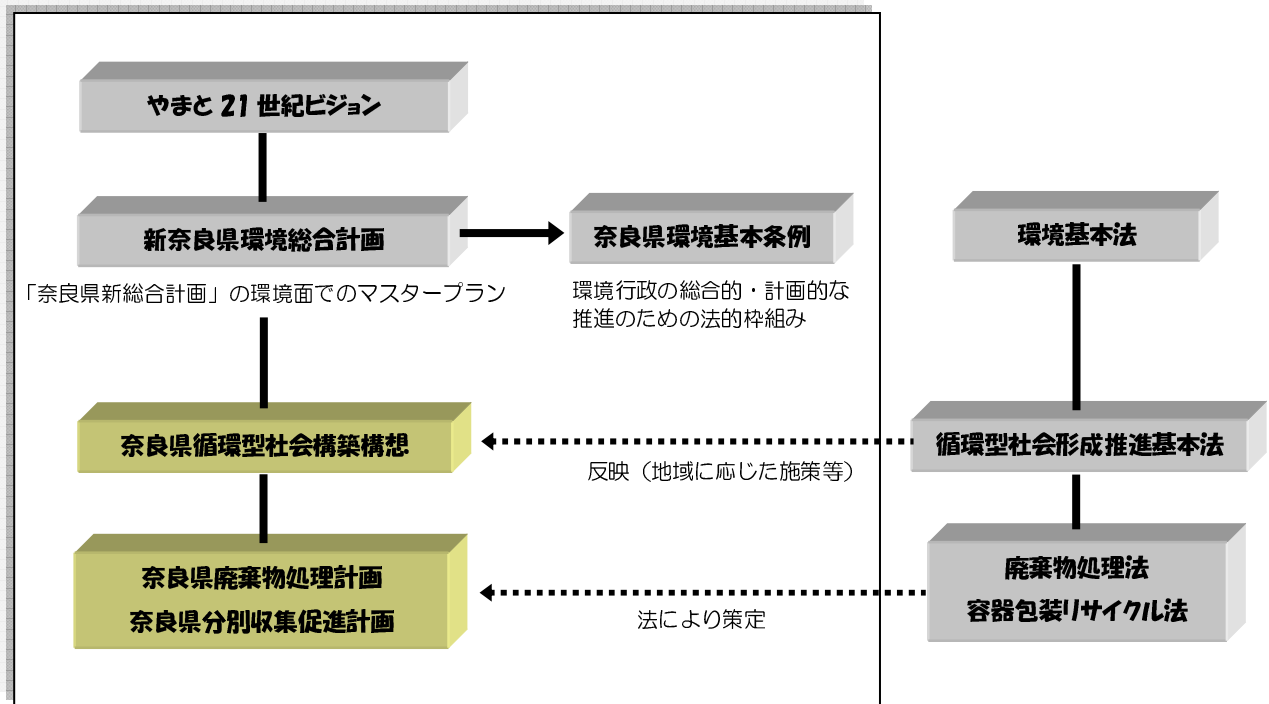 やまと 21 世紀ビジョン
新奈良県環境総合計画
奈良県環境基本条例
環境基本法
「奈良県新総合計画」の環境面でのマスタープラン
環境行政の総合的・計画的な
推進のための法的枠組み
奈良県循環型社会構築構想
循環型社会形成推進基本法
反映（地域に応じた施策等）
奈良県廃棄物処理計画
奈良県分別収集促進計画
廃棄物処理法
容器包装リサイクル法
法により策定